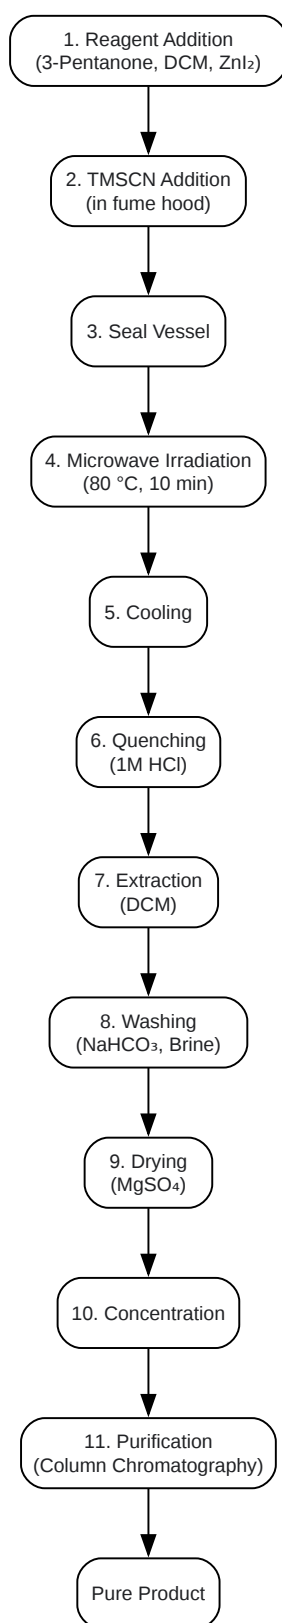 1. Reagent Addition
(3-Pentanone, DCM, ZnI₂)
2. TMSCN Addition
(in fume hood)
3. Seal Vessel
4. Microwave Irradiation
(80 °C, 10 min)
5. Cooling
6. Quenching
(1M HCl)
7. Extraction
(DCM)
8. Washing
(NaHCO₃, Brine)
9. Drying
(MgSO₄)
10. Concentration
11. Purification
(Column Chromatography)
Pure Product